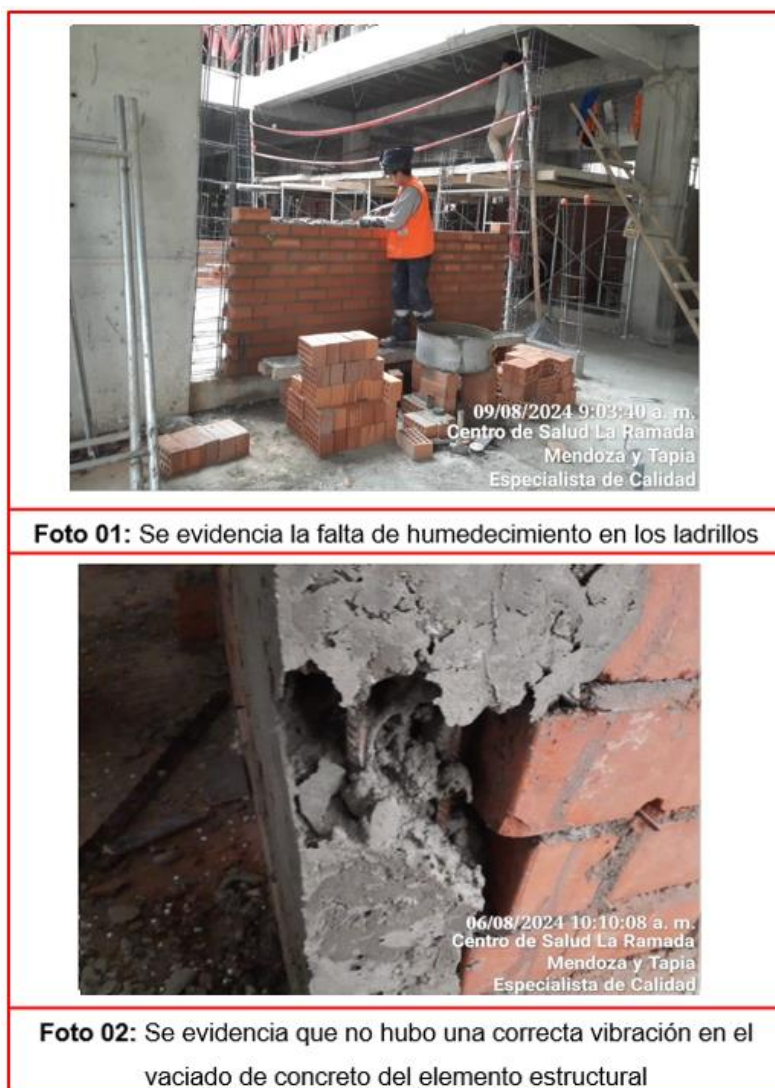 09/08/2024 9:03:40 a. m.
Centro de Salud La Ramada
Mendoza y Tapia
Especialista de Calidad
Foto 01: Se evidencia la falta de humedecimiento en los ladrillos
06/08/2024 10:10:08 a. m.
Centro de Salud La Ramada
Mendoza y Tapia
Especialista de Calidad
Foto 02: Se evidencia que no hubo una correcta vibración en el
vaciado de concreto del elemento estructural